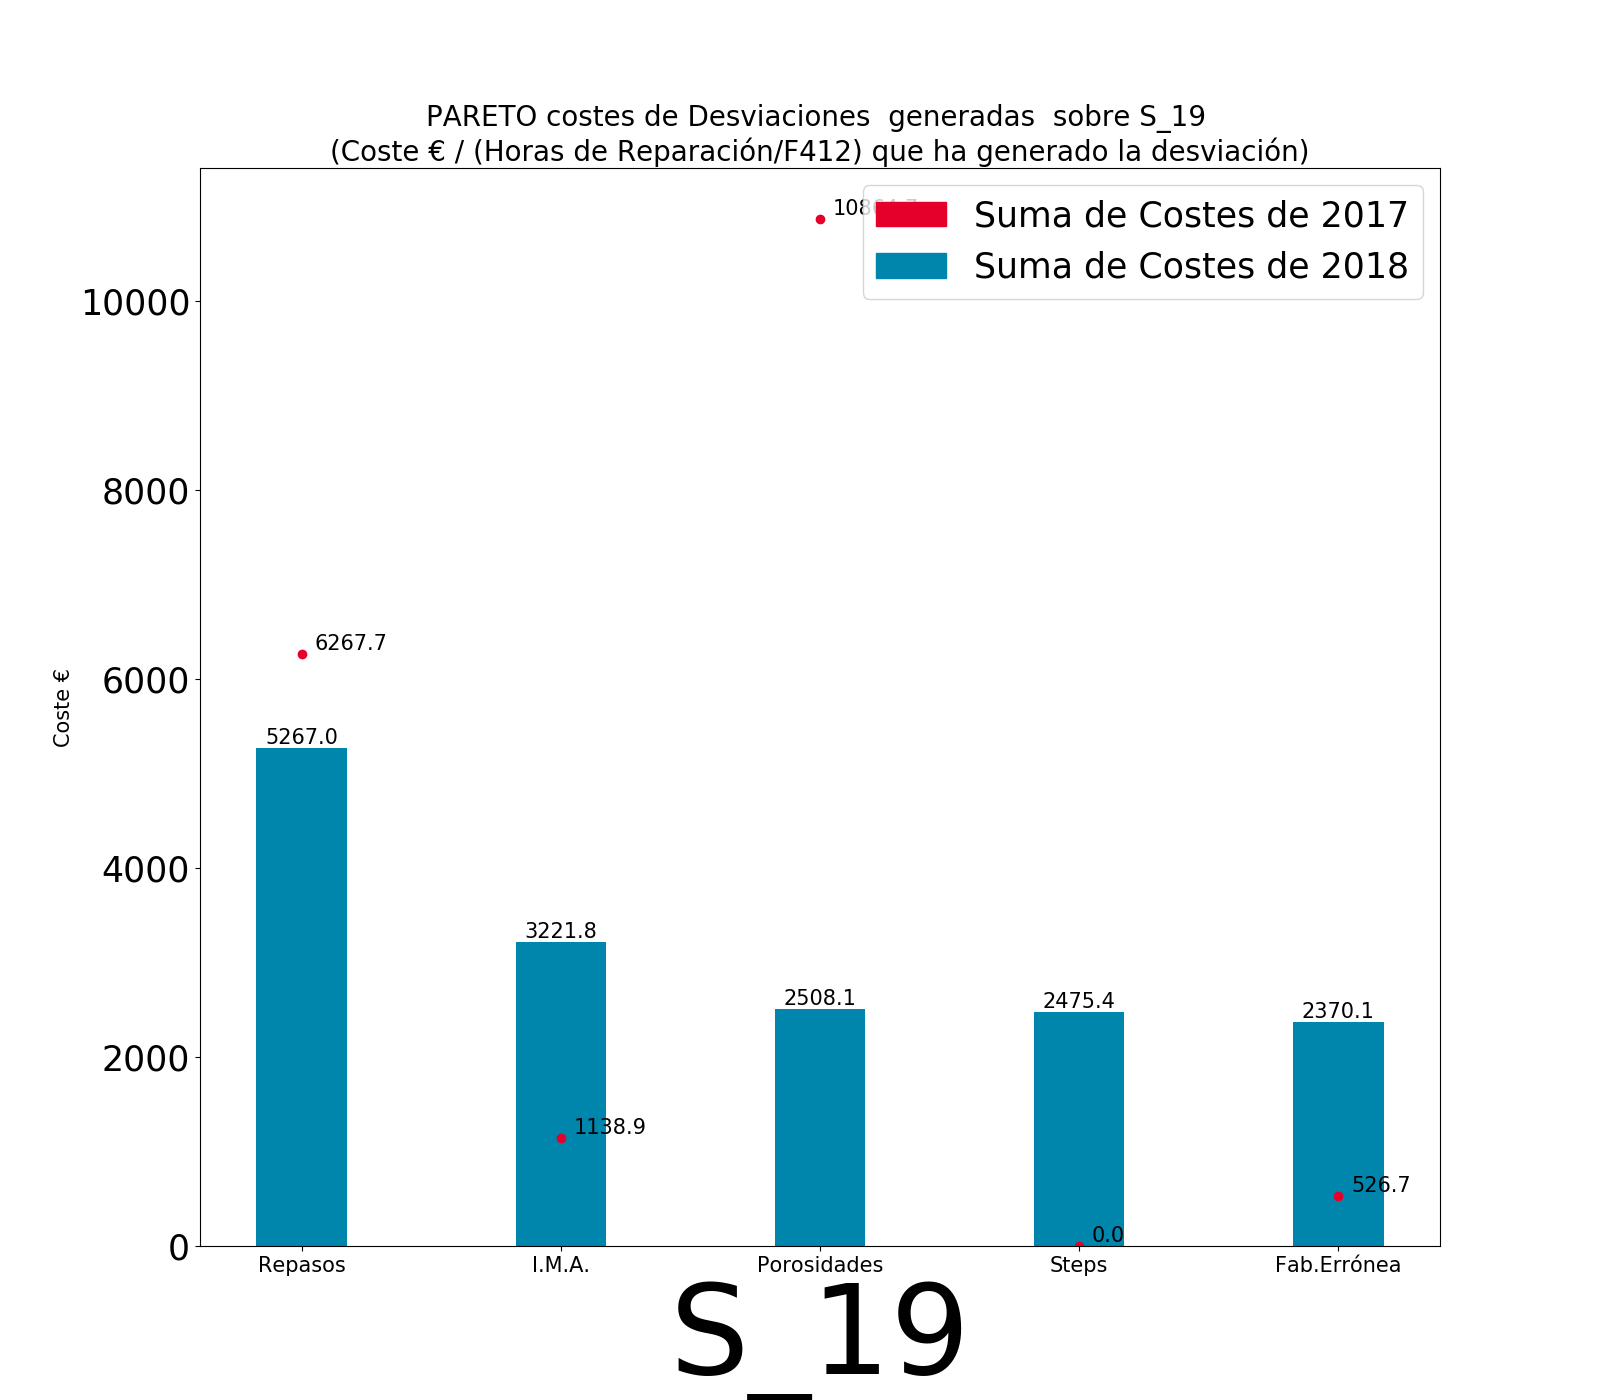 PARETO costes de Desviaciones  generadas  sobre S_19
(Coste € / (Horas de Reparación/F412) que ha generado la desviación)
Suma de Costes de 2017
Suma de Costes de 2018
10000
8000
6000
4000
2000
0
Coste €
6267.7
5267.0
3221.8
1138.9
2508.1
2475.4
0.0
2370.1
526.7
Repasos
I.M.A.
Porosidades
Steps
Fab.Errónea
S_19